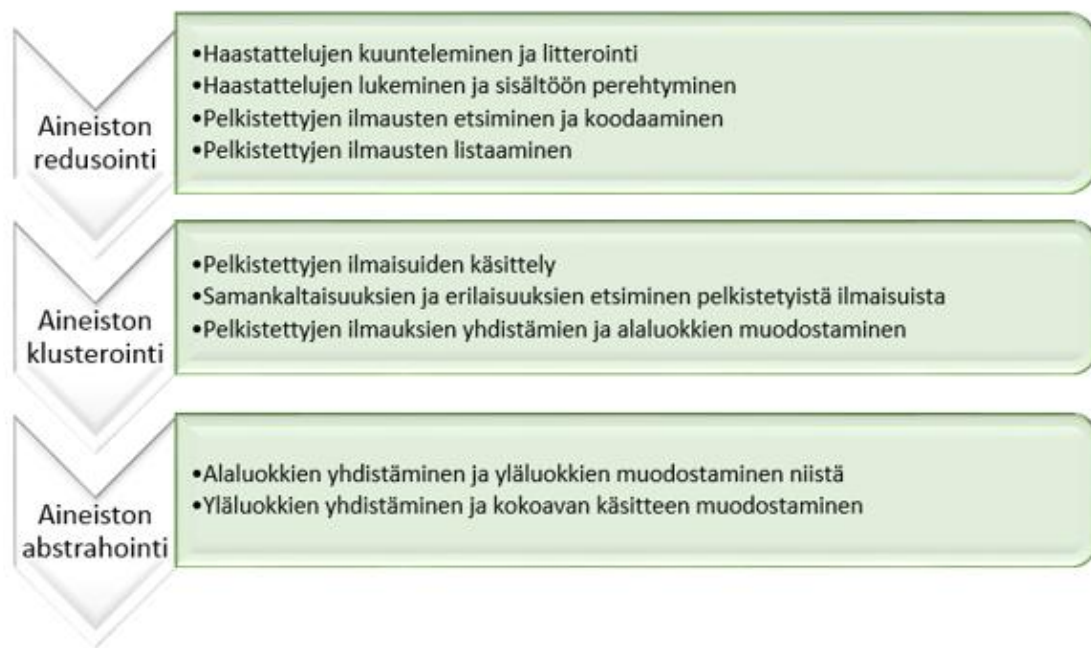 Aineiston
redusointi
•Haastattelujen kuunteleminen ja litterointi
•Haastattelujen lukeminen ja sisältöön perehtyminen
•Pelkistettyjen ilmausten etsiminen ja koodaaminen
•Pelkistettyjen ilmausten listaaminen
Aineiston
klusterointi
•Pelkistettyjen ilmaisuiden käsittely
•Samankaltaisuuksien ja erilaisuuksien etsiminen pelkistetyistä ilmaisuista
•Pelkistettyjen ilmauksien yhdistämien ja alaluokkien muodostaminen
Aineiston
abstrahointi
•Alaluokkien yhdistäminen ja yläluokkien muodostaminen niistä
•Yläluokkien yhdistäminen ja kokoavan käsitteen muodostaminen